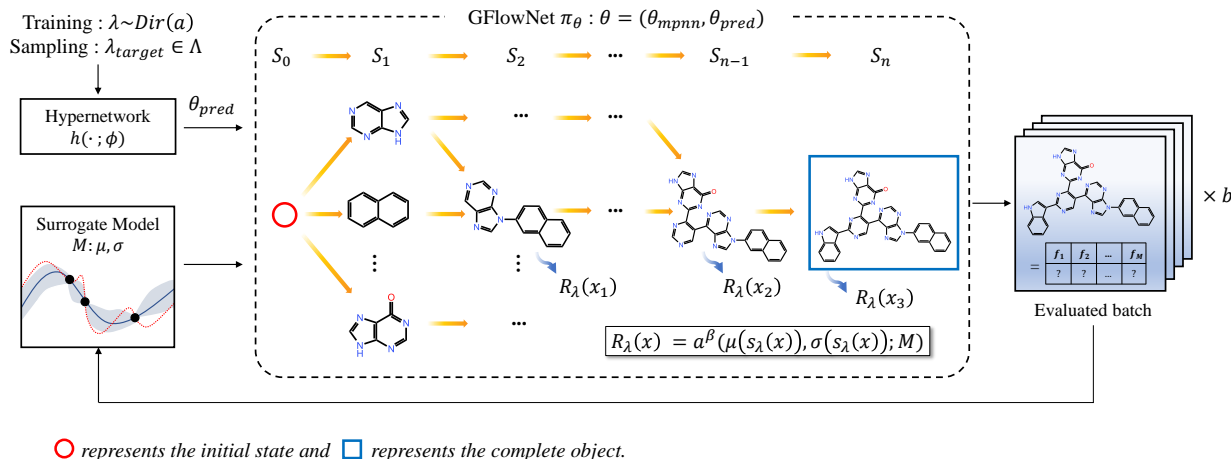 Training : λ~Dir(a)
Sampling : λ_target ∈ Λ
Hypernetwork
h(· ; ϕ)
θ_pred
Surrogate Model
M: μ, σ
GFlowNet π_θ : θ = (θ_mpnn, θ_pred)
S_0 S_1 S_2 ... S_{n−1} S_n
... ...
N N N N H
N N N N
...
...
O N N N N H
...
R_λ(x_1)
R_λ(x_2)
R_λ(x_3)
R_λ(x) = a^β(μ(s_λ(x)), σ(s_λ(x)); M)
= f_1 f_2 ... f_M
? ? ... ?
× b
Evaluated batch
represents the initial state and represents the complete object.